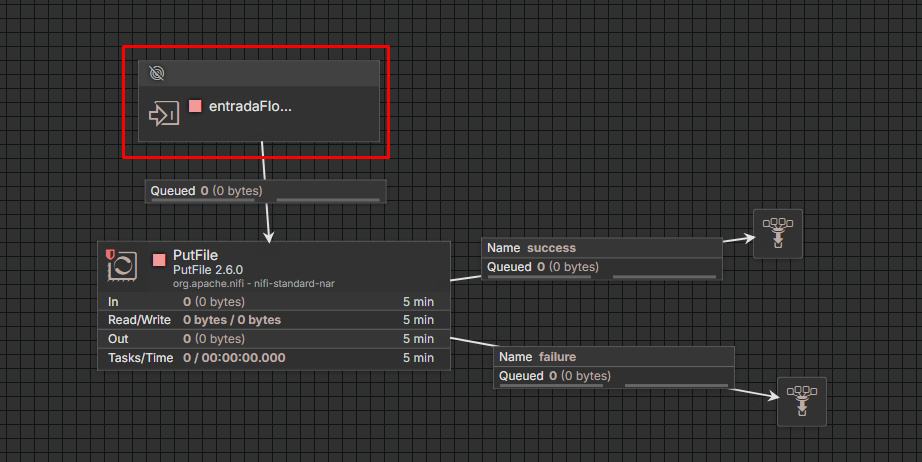 entradaFlo...
Queued 0 (0 bytes)
PutFile
PutFile 2.6.0
org.apache.nifi - nifi-standard-nar
In 0 (0 bytes) 5 min
Read/Write 0 bytes / 0 bytes 5 min
Out 0 (0 bytes) 5 min
Tasks/Time 0 / 00:00:00.000 5 min
Name success
Queued 0 (0 bytes)
Name failure
Queued 0 (0 bytes)